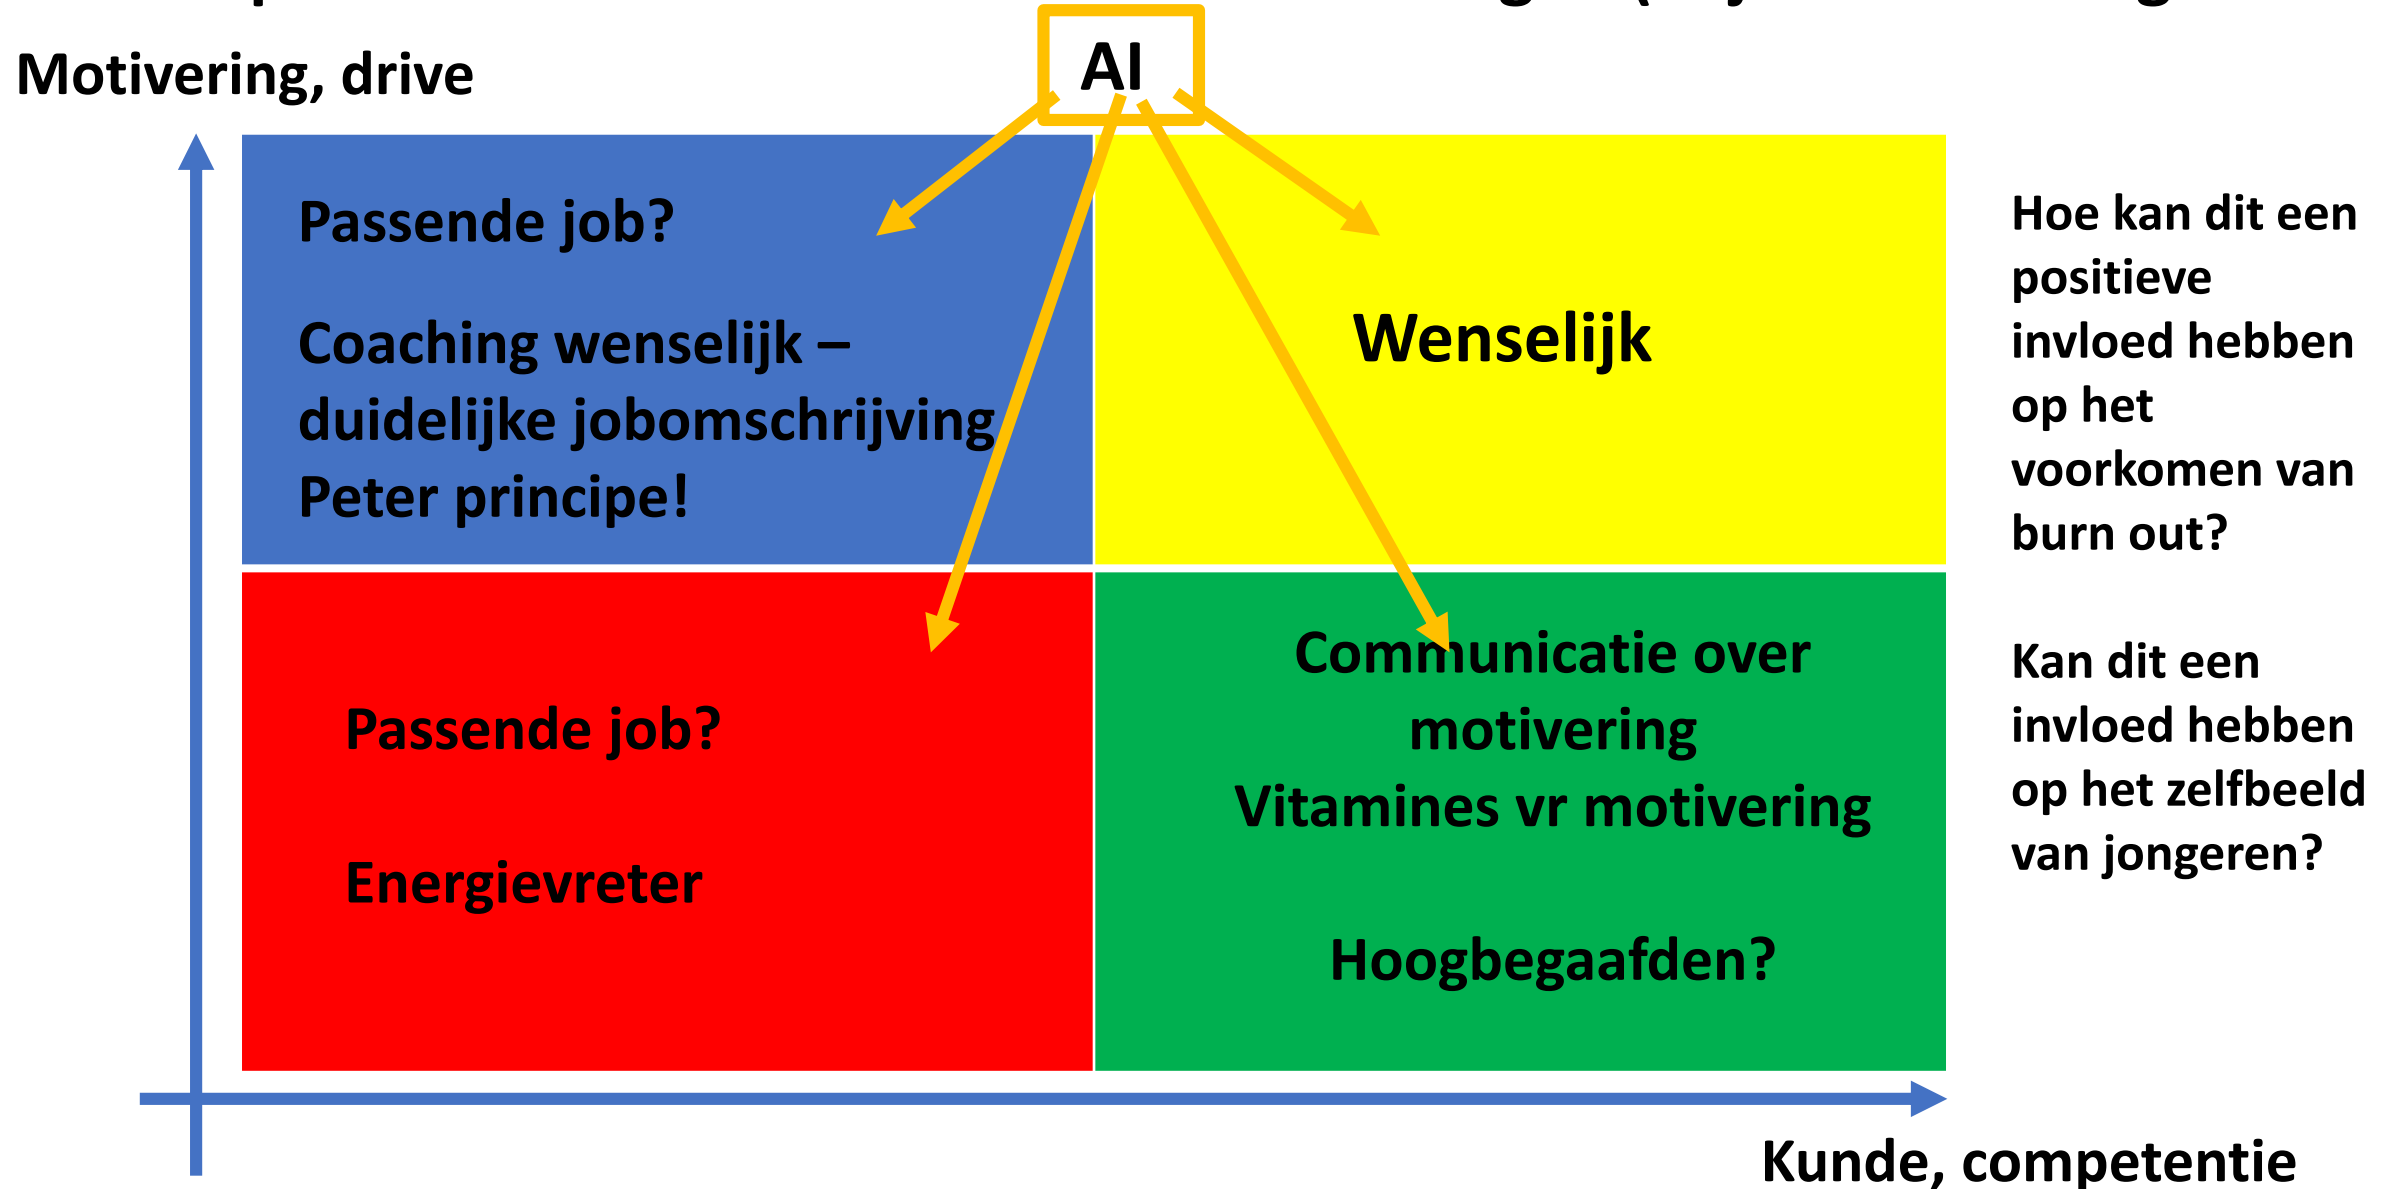 Motivering, drive
AI
Passende job?
Coaching wenselijk –
duidelijke jobomschrijving
Peter principe!
Wenselijk
Passende job?
Energievreter
Communicatie over
motivering
Vitamines vr motivering
Hoogbegaafden?
Hoe kan dit een
positieve
invloed hebben
op het
voorkomen van
burn out?
Kan dit een
invloed hebben
op het zelfbeeld
van jongeren?
Kunde, competentie